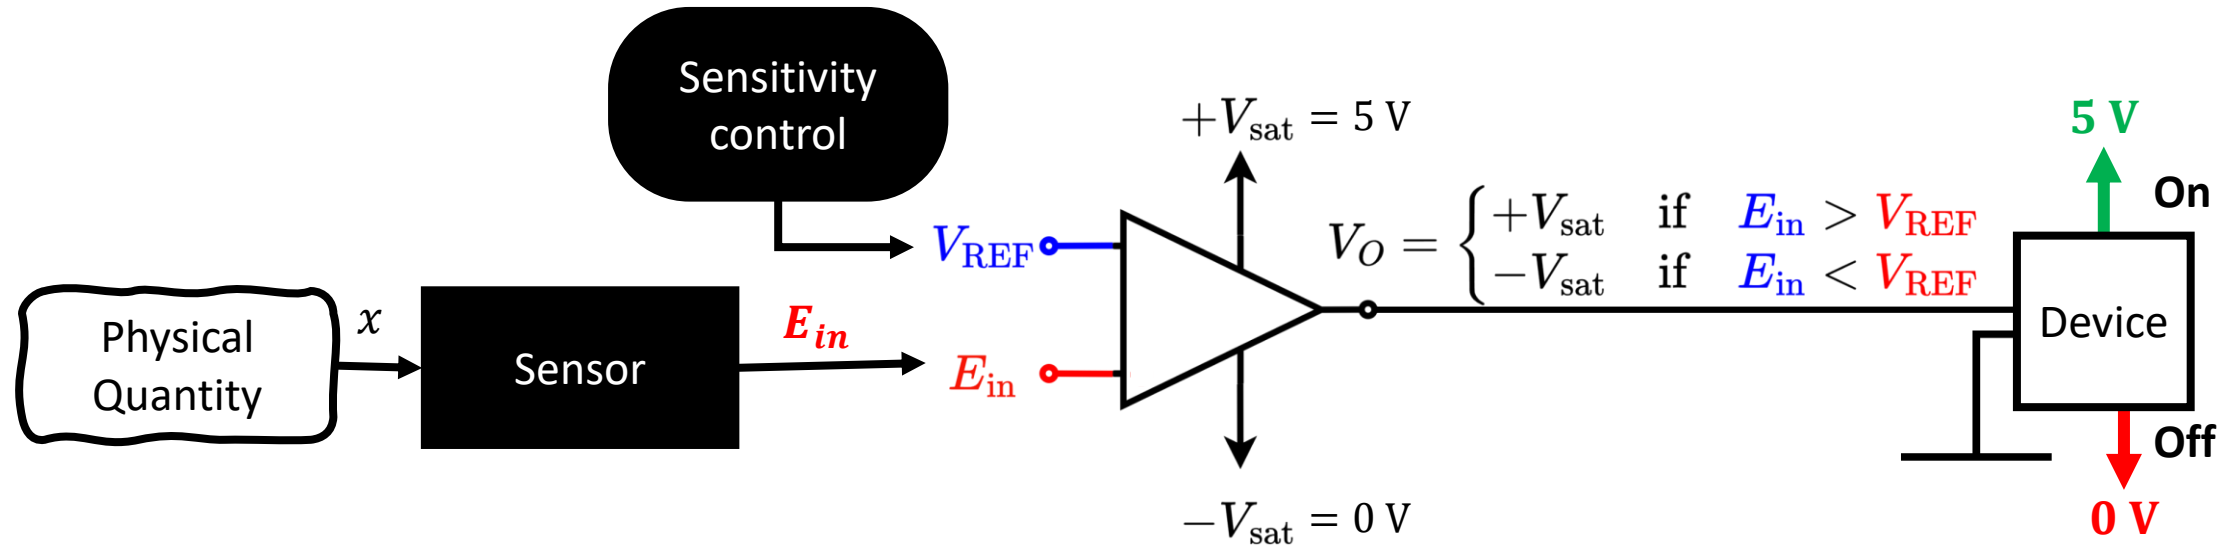 Sensitivity
control
+V_sat = 5 V
5 V
On
V_REF
V_O = { +V_sat if E_in > V_REF
−V_sat if E_in < V_REF
Physical
Quantity
x
Sensor
E_in
E_in
Device
Off
−V_sat = 0 V
0 V